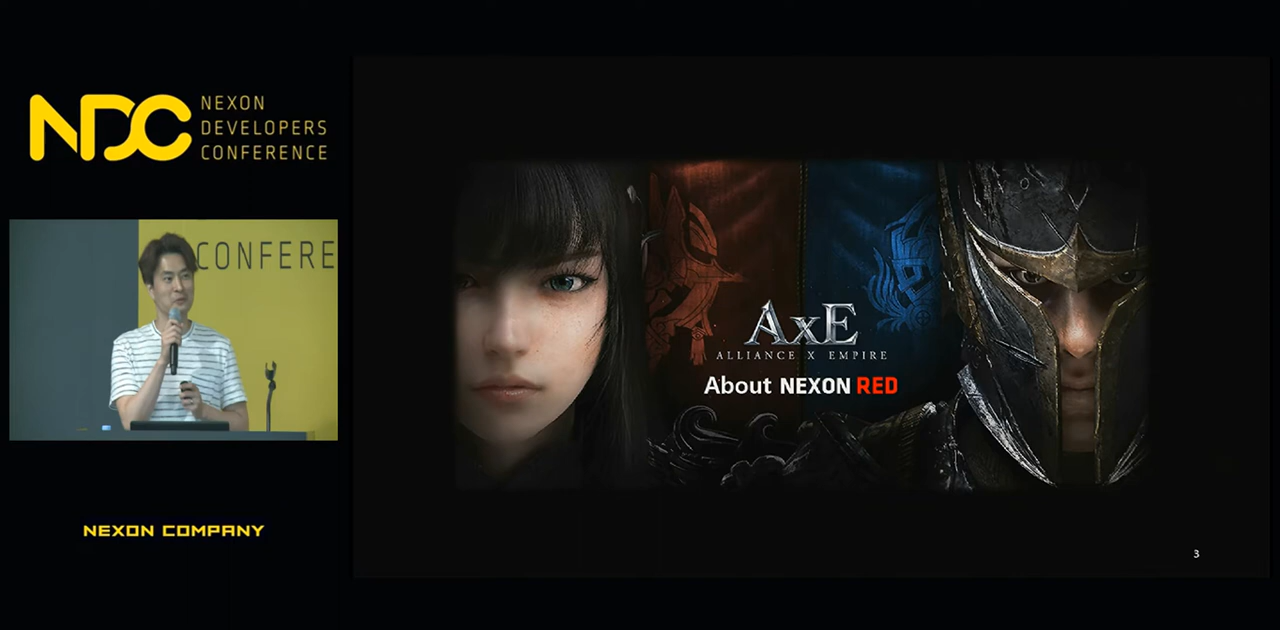 NDC
NEXON
DEVELOPERS
CONFERENCE
CONFERE
NEXON COMPANY
AxE
ALLIANCE X EMPIRE
About NEXON RED
3